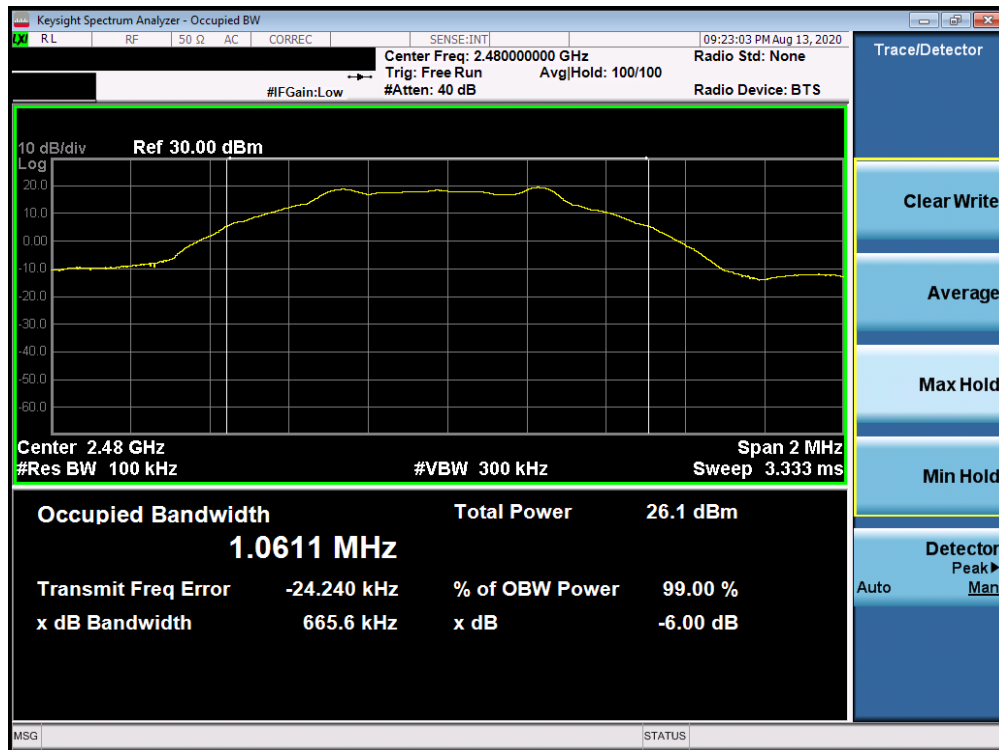 Keysight Spectrum Analyzer - Occupied BW
LXI RL RF 50 Ω AC CORREC SENSE:INT 09:23:03 PM Aug 13, 2020
Center Freq: 2.480000000 GHz Radio Std: None
Trig: Free Run Avg|Hold: 100/100
#IFGain:Low #Atten: 40 dB Radio Device: BTS
10 dB/div Ref 30.00 dBm
Log
20.0
10.0
0.00
-10.0
-20.0
-30.0
-40.0
-50.0
-60.0
Center 2.48 GHz Span 2 MHz
#Res BW 100 kHz #VBW 300 kHz Sweep 3.333 ms
Occupied Bandwidth Total Power 26.1 dBm
1.0611 MHz
Transmit Freq Error -24.240 kHz % of OBW Power 99.00 %
x dB Bandwidth 665.6 kHz x dB -6.00 dB
MSG STATUS
Trace/Detector
Clear Write
Average
Max Hold
Min Hold
Detector
Peak▶
Auto Man